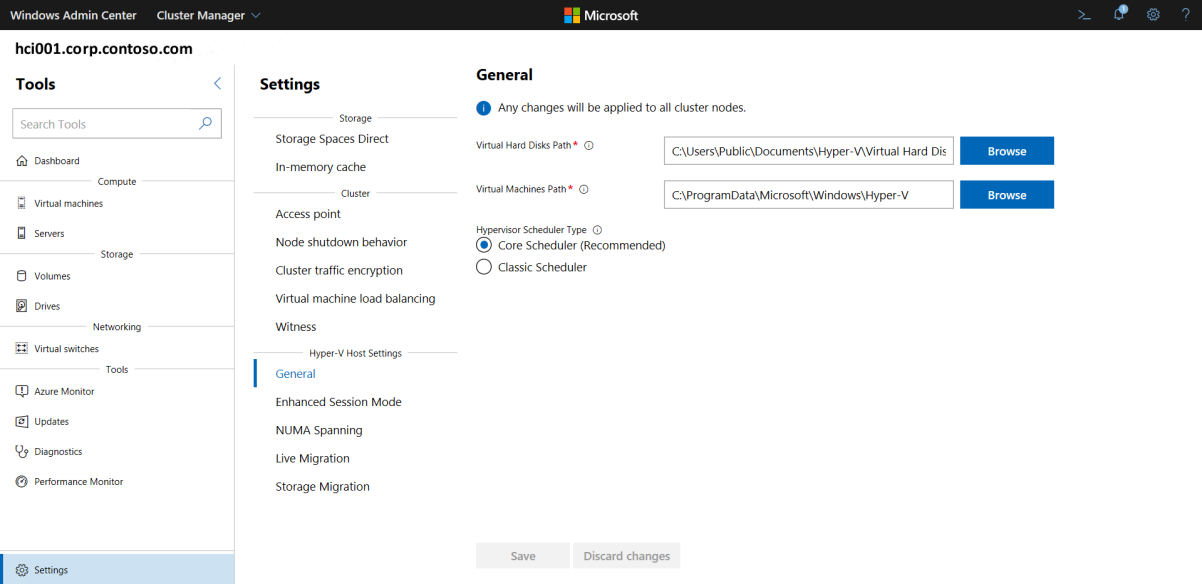 Windows Admin Center
Cluster Manager
Microsoft
1
?
hci001.corp.contoso.com
Tools
Search Tools
Dashboard
Compute
Virtual machines
Servers
Storage
Volumes
Drives
Networking
Virtual switches
Tools
Azure Monitor
Updates
Diagnostics
Performance Monitor
Settings
Settings
Storage
Storage Spaces Direct
In-memory cache
Cluster
Access point
Node shutdown behavior
Cluster traffic encryption
Virtual machine load balancing
Witness
Hyper-V Host Settings
General
Enhanced Session Mode
NUMA Spanning
Live Migration
Storage Migration
General
Any changes will be applied to all cluster nodes.
Virtual Hard Disks Path*
C:\Users\Public\Documents\Hyper-V\Virtual Hard Dis
Browse
Virtual Machines Path*
C:\ProgramData\Microsoft\Windows\Hyper-V
Browse
Hypervisor Scheduler Type
Core Scheduler (Recommended)
Classic Scheduler
Save
Discard changes